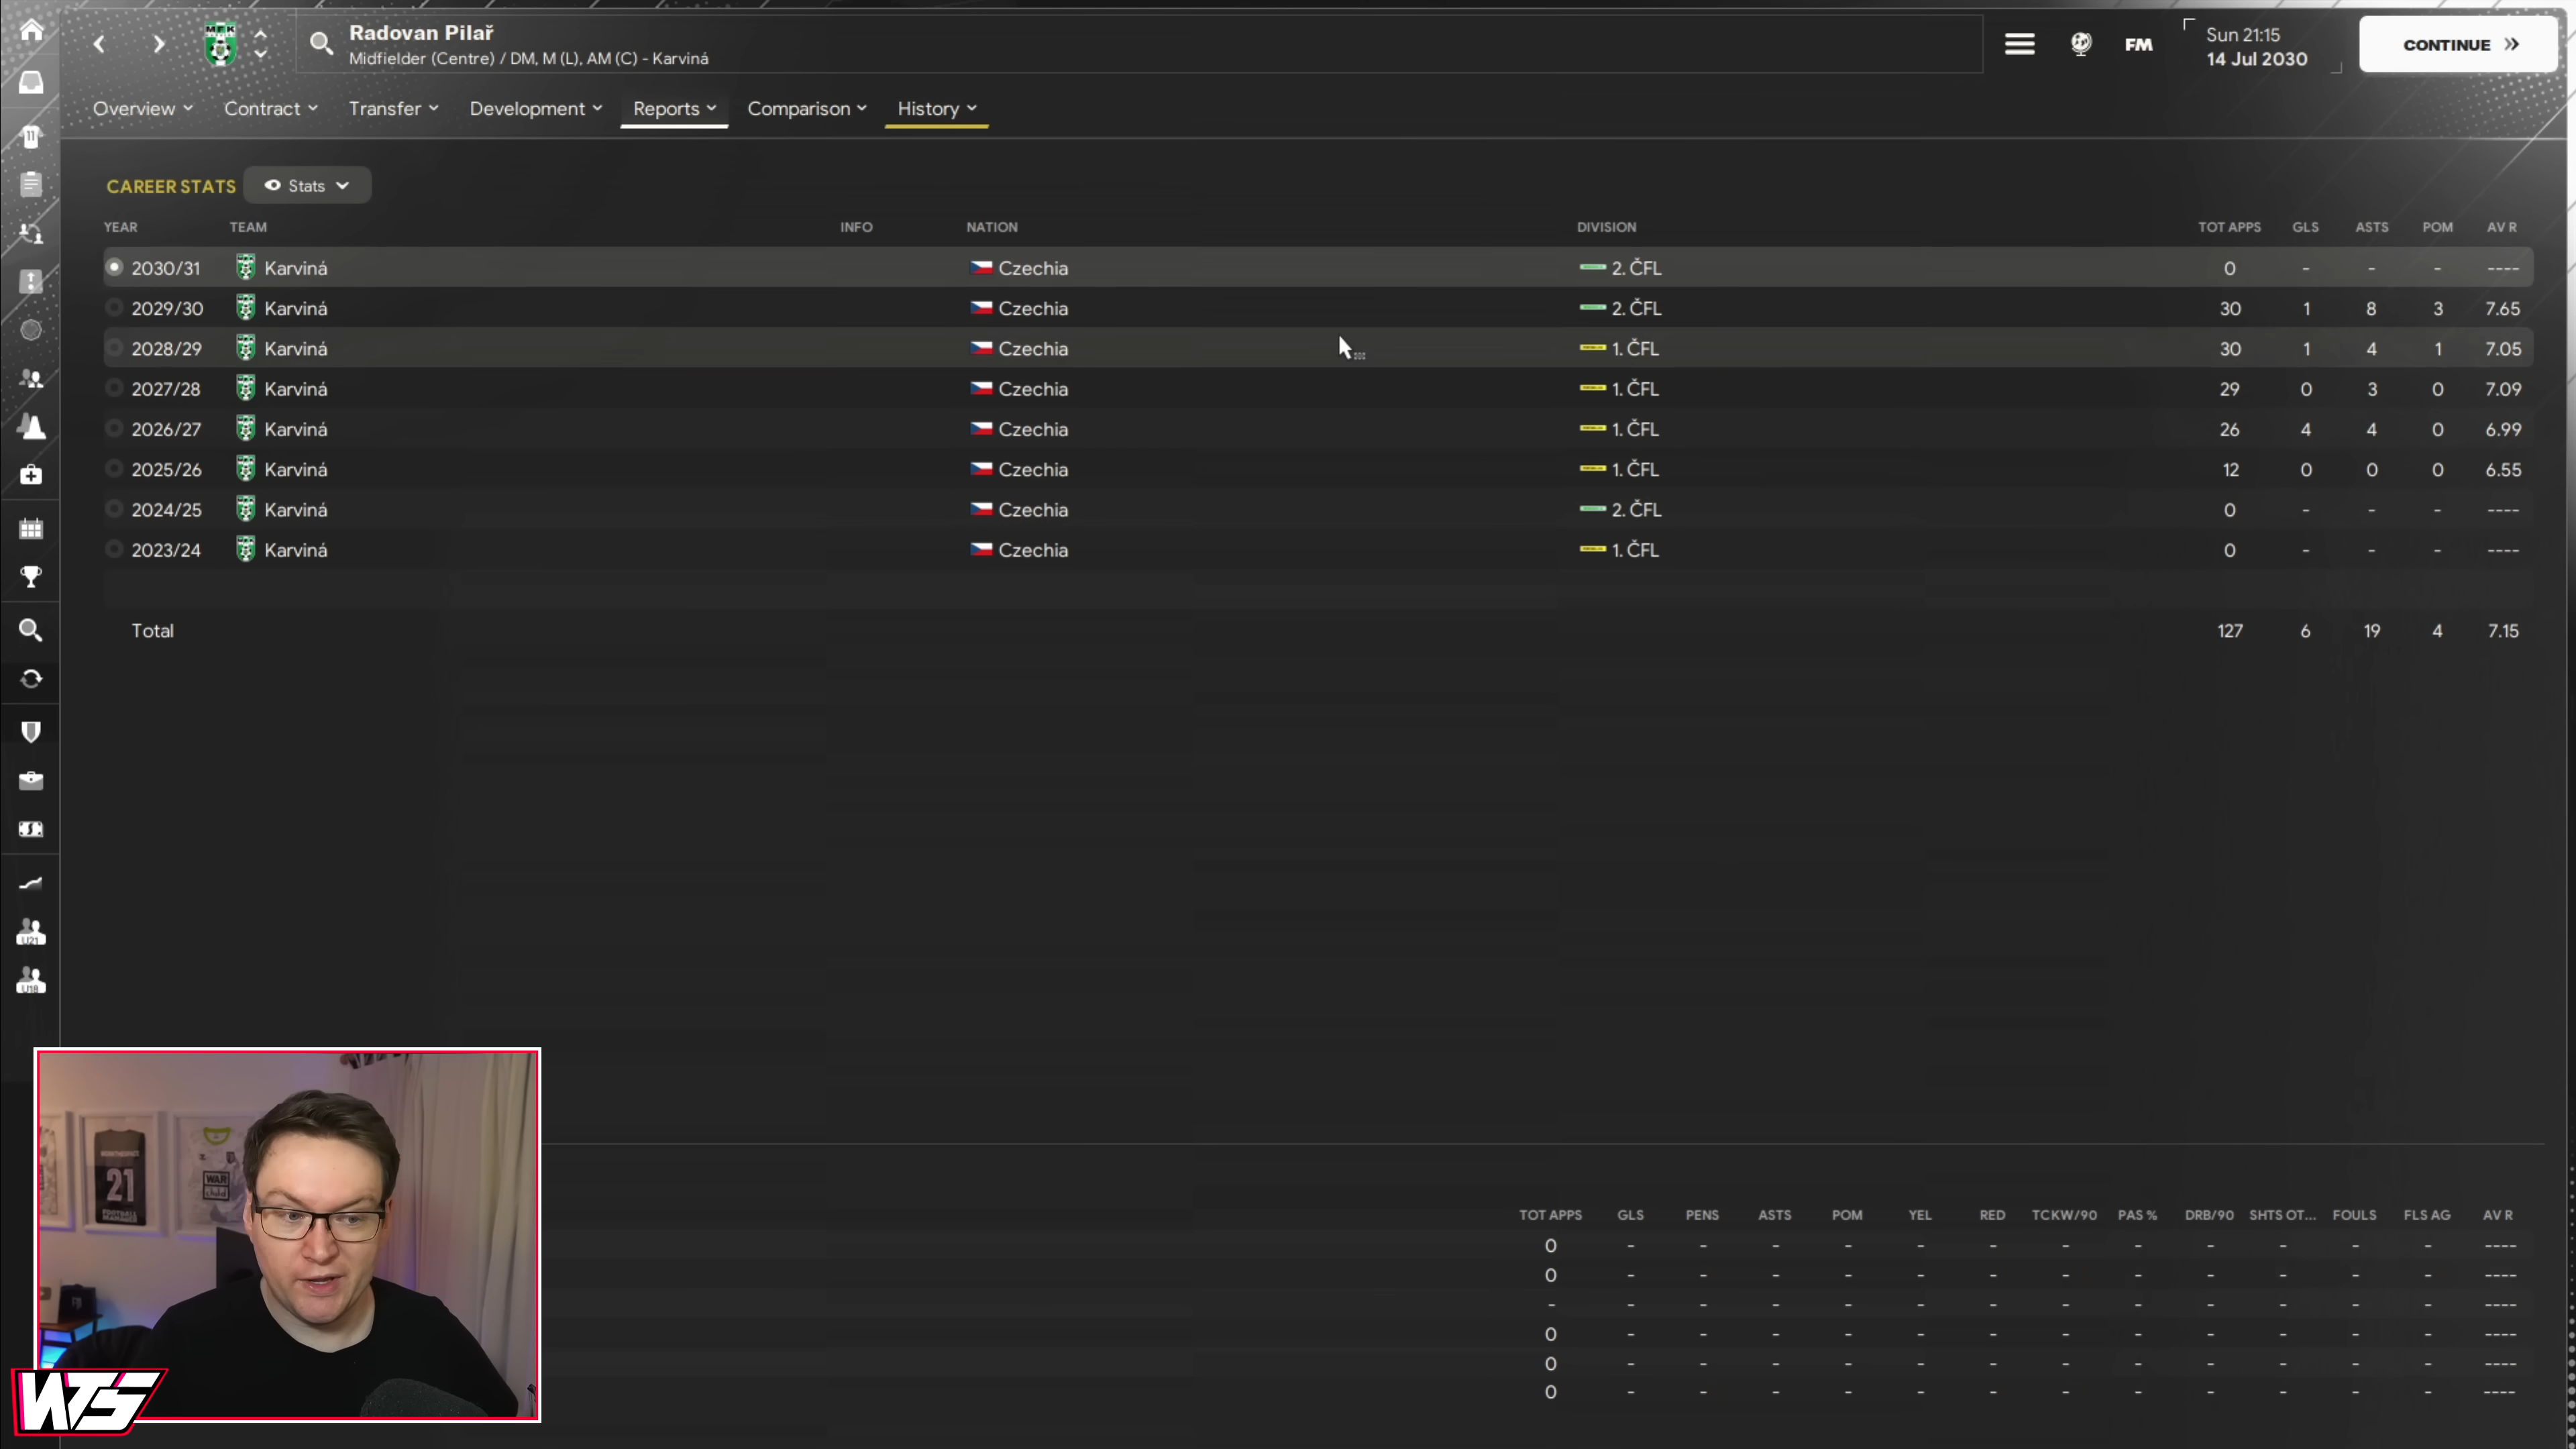 Radovan Pilař
Midfielder (Centre) / DM, M (L), AM (C) - Karviná
FM
Sun 21:15
14 Jul 2030
CONTINUE
Overview Contract Transfer Development Reports Comparison History
CAREER STATS Stats
YEAR TEAM INFO NATION DIVISION TOT APPS GLS ASTS POM AV R
2030/31 Karviná Czechia 2. ČFL 0 - - - ----
2029/30 Karviná Czechia 2. ČFL 30 1 8 3 7.65
2028/29 Karviná Czechia 1. ČFL 30 1 4 1 7.05
2027/28 Karviná Czechia 1. ČFL 29 0 3 0 7.09
2026/27 Karviná Czechia 1. ČFL 26 4 4 0 6.99
2025/26 Karviná Czechia 1. ČFL 12 0 0 0 6.55
2024/25 Karviná Czechia 2. ČFL 0 - - - ----
2023/24 Karviná Czechia 1. ČFL 0 - - - ----
Total 127 6 19 4 7.15
U21
U18
TOT APPS GLS PENS ASTS POM YEL RED TCKW/90 PAS % DRB/90 SHTS OT... FOULS FLS AG AV R
0 - - - - - - - - - - - - ----
0 - - - - - - - - - - - - ----
- - - - - - - - - - - - - ----
0 - - - - - - - - - - - - ----
0 - - - - - - - - - - - - ----
0 - - - - - - - - - - - - ----
21
WTS